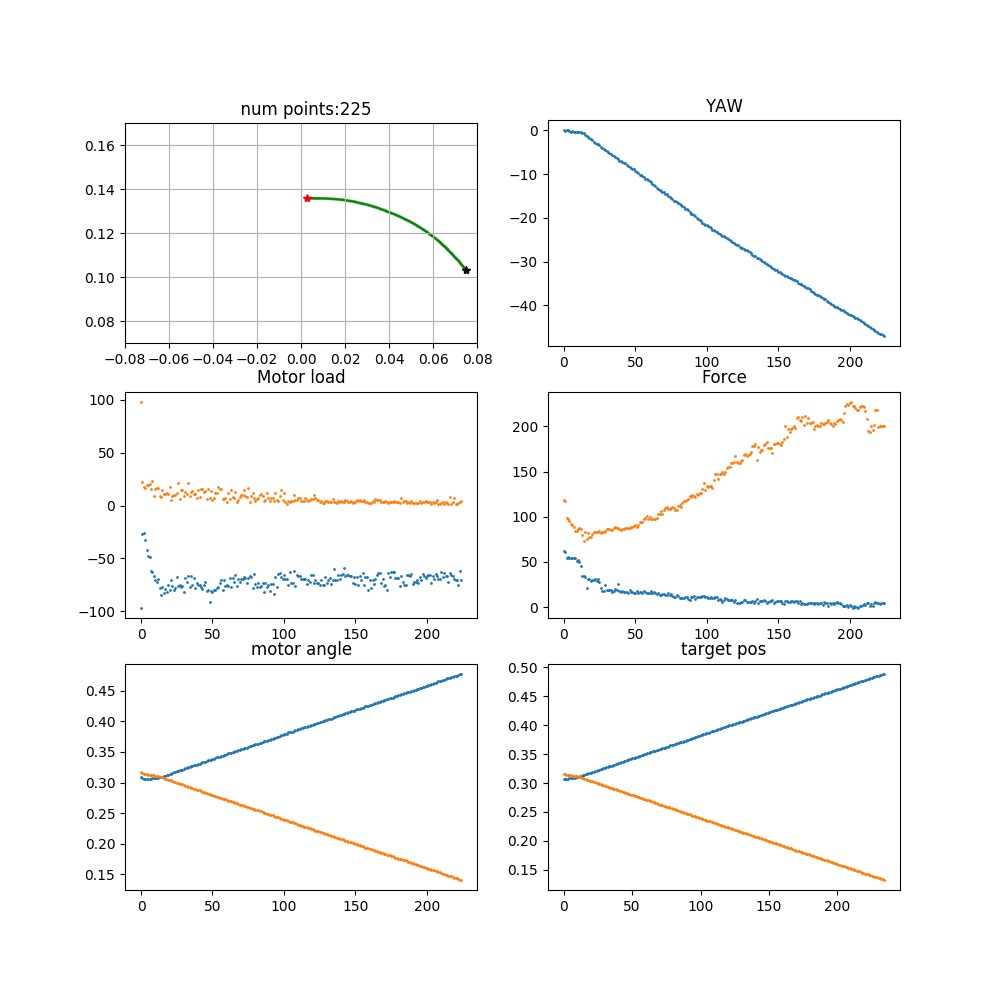 num points:225
YAW
0.16
0.14
0.12
0.10
0.08
−0.08 −0.06 −0.04 −0.02 0.00 0.02 0.04 0.06 0.08
0
−10
−20
−30
−40
0 50 100 150 200
Motor load
Force
100
50
0
−50
−100
0 50 100 150 200
200
150
100
50
0
0 50 100 150 200
motor angle
target pos
0.45
0.40
0.35
0.30
0.25
0.20
0.15
0 50 100 150 200
0.50
0.45
0.40
0.35
0.30
0.25
0.20
0.15
0 50 100 150 200